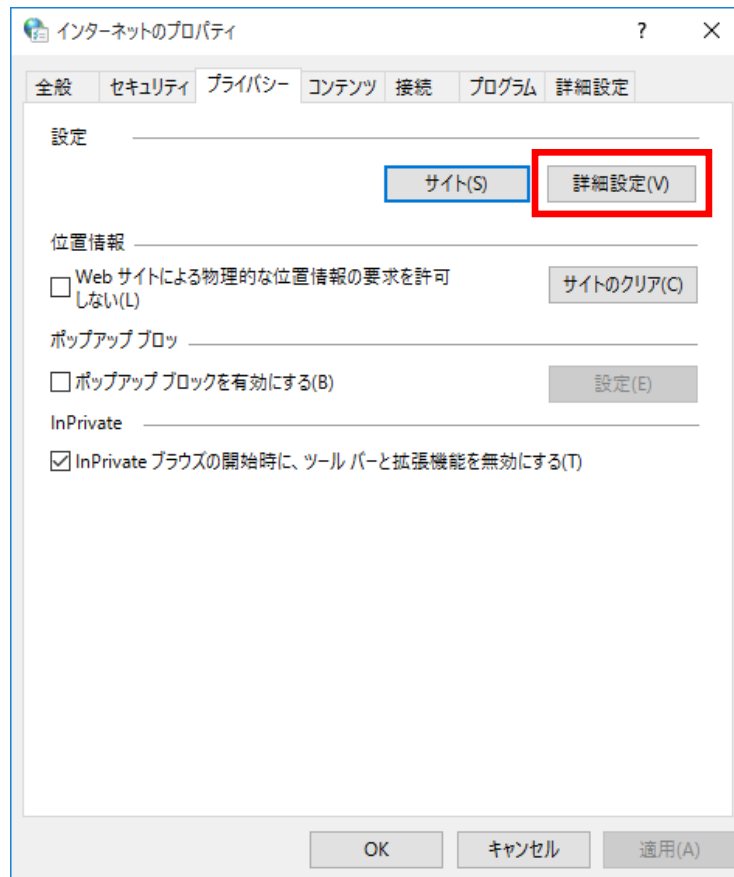 インターネットのプロパティ ?
全般 セキュリティ プライバシー コンテンツ 接続 プログラム 詳細設定
設定
サイト(S) 詳細設定(V)
位置情報
Web サイトによる物理的な位置情報の要求を許可
しない(L)
サイトのクリア(C)
ポップアップ ブロッ
ポップアップ ブロックを有効にする(B) 設定(E)
InPrivate
InPrivate ブラウズの開始時に、ツール バーと拡張機能を無効にする(T)
OK キャンセル 適用(A)